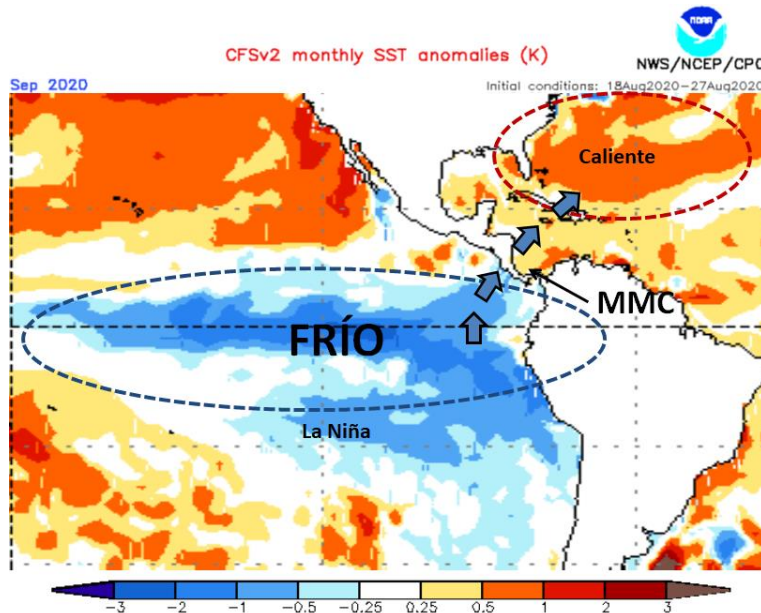 NOAA
CFSv2 monthly SST anomalies (K)
NWS/NCEP/CPC
Sep 2020
Initial conditions: 18Aug2020-27Aug2020
Caliente
MMC
FRÍO
La Niña
-3 -2 -1 -0.5 -0.25 0.25 0.5 1 2 3